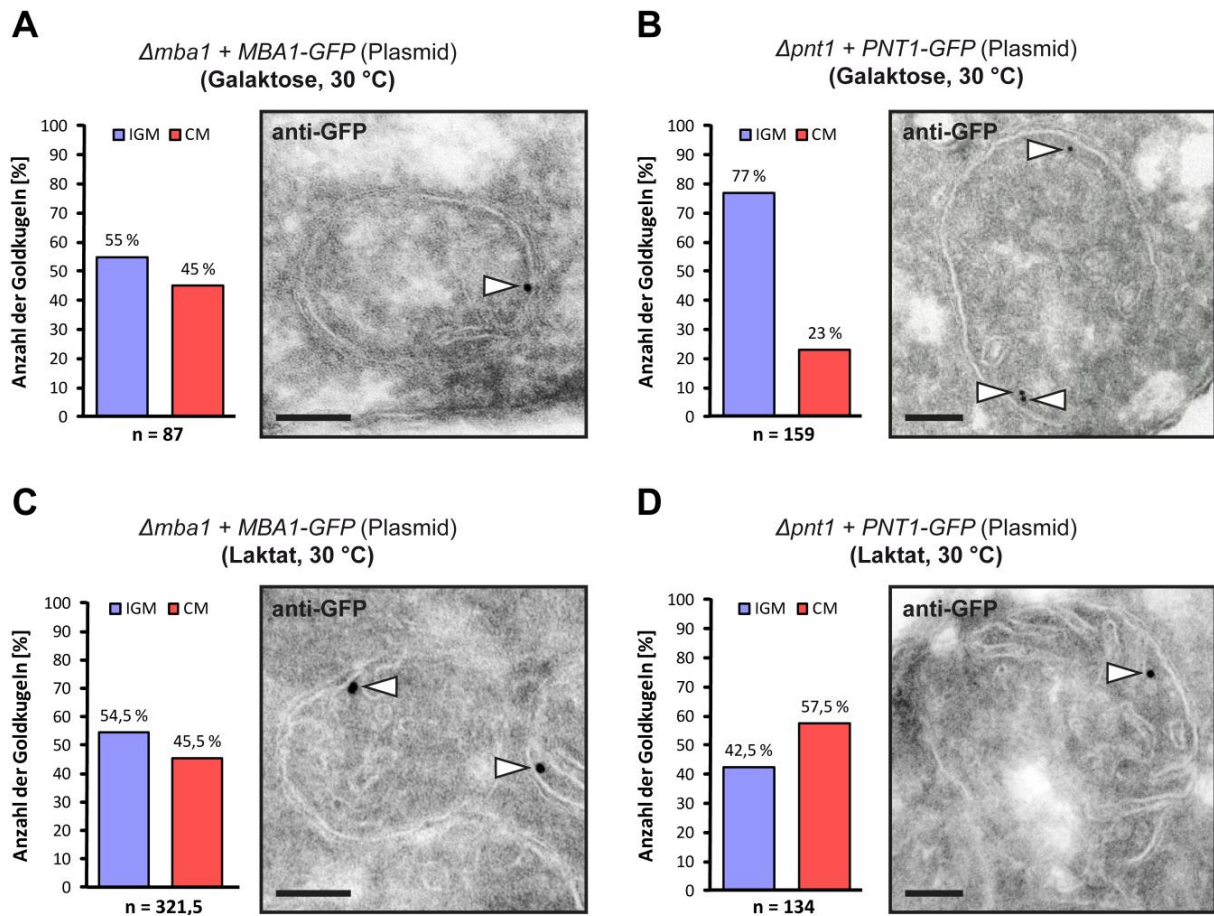 A
Δmba1 + MBA1-GFP (Plasmid)
(Galaktose, 30 °C)
Anzahl der Goldkugeln [%]
100
90
80
70
60
50
40
30
20
10
0
IGM CM
55 %
45 %
n = 87
anti-GFP
B
Δpnt1 + PNT1-GFP (Plasmid)
(Galaktose, 30 °C)
Anzahl der Goldkugeln [%]
100
90
80
70
60
50
40
30
20
10
0
IGM CM
77 %
23 %
n = 159
anti-GFP
C
Δmba1 + MBA1-GFP (Plasmid)
(Laktat, 30 °C)
Anzahl der Goldkugeln [%]
100
90
80
70
60
50
40
30
20
10
0
IGM CM
54,5 %
45,5 %
n = 321,5
anti-GFP
D
Δpnt1 + PNT1-GFP (Plasmid)
(Laktat, 30 °C)
Anzahl der Goldkugeln [%]
100
90
80
70
60
50
40
30
20
10
0
IGM CM
42,5 %
57,5 %
n = 134
anti-GFP